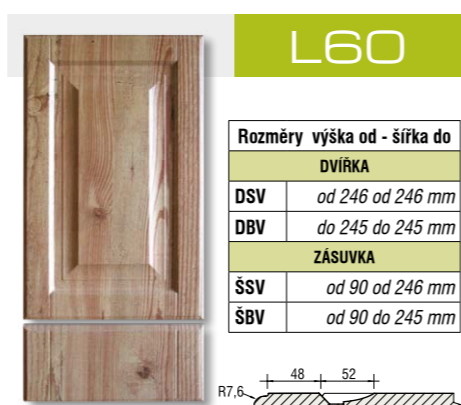 L60
Rozměry výška od - šířka do
DVÍŘKA
DSV od 246 od 246 mm
DBV do 245 do 245 mm
ZÁSUVKA
ŠSV od 90 od 246 mm
ŠBV od 90 do 245 mm
48 52
R7,6